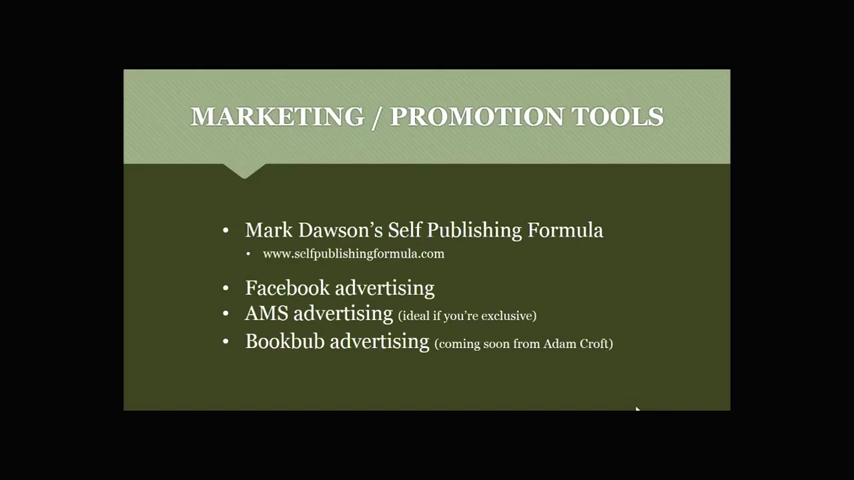 MARKETING / PROMOTION TOOLS
• Mark Dawson’s Self Publishing Formula
• www.selfpublishingformula.com
• Facebook advertising
• AMS advertising (ideal if you’re exclusive)
• Bookbub advertising (coming soon from Adam Croft)